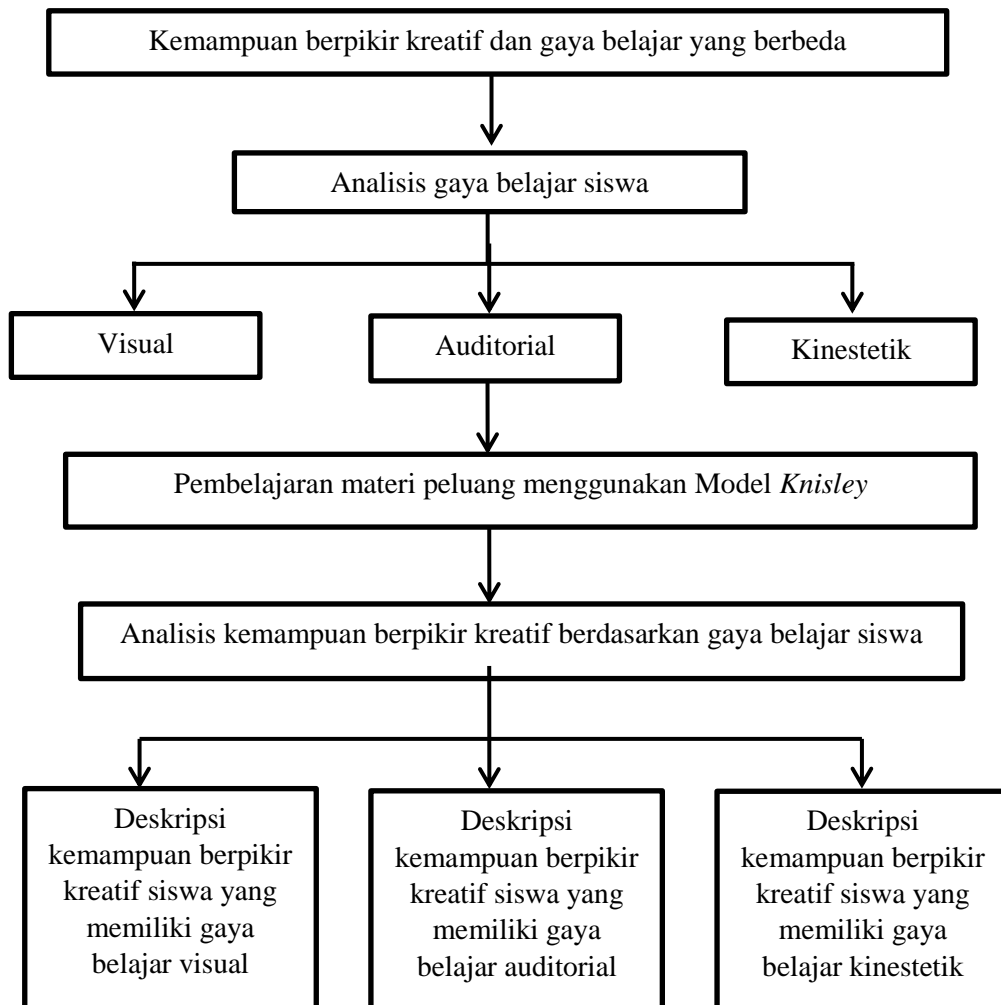 Kemampuan berpikir kreatif dan gaya belajar yang berbeda
Analisis gaya belajar siswa
Visual
Auditorial
Kinestetik
Pembelajaran materi peluang menggunakan Model Knisley
Analisis kemampuan berpikir kreatif berdasarkan gaya belajar siswa
Deskripsi
kemampuan berpikir
kreatif siswa yang
memiliki gaya
belajar visual
Deskripsi
kemampuan berpikir
kreatif siswa yang
memiliki gaya
belajar auditorial
Deskripsi
kemampuan berpikir
kreatif siswa yang
memiliki gaya
belajar kinestetik